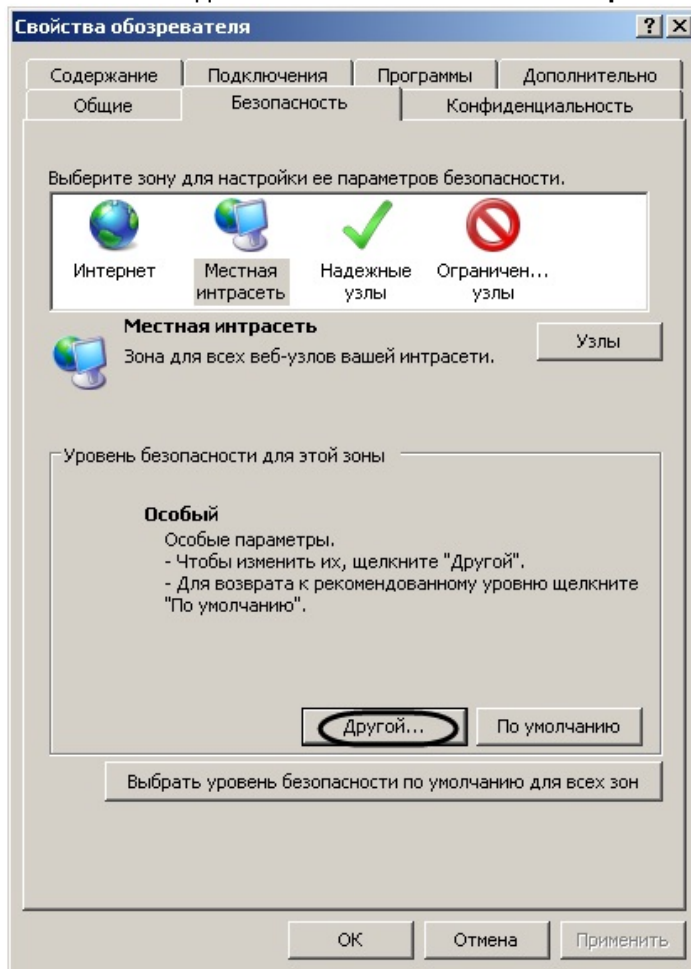 Свойства обозревателя
Содержание Подключения Программы Дополнительно
Общие Безопасность Конфиденциальность
Выберите зону для настройки ее параметров безопасности.
Интернет Местная интрасеть Надежные узлы Ограничен... узлы
Местная интрасеть
Зона для всех веб-узлов вашей интрасети.
Узлы
Уровень безопасности для этой зоны
Особый
Особые параметры.
- Чтобы изменить их, щелкните "Другой".
- Для возврата к рекомендованному уровню щелкните
"По умолчанию".
Другой... По умолчанию
Выбрать уровень безопасности по умолчанию для всех зон
ОК Отмена Применить